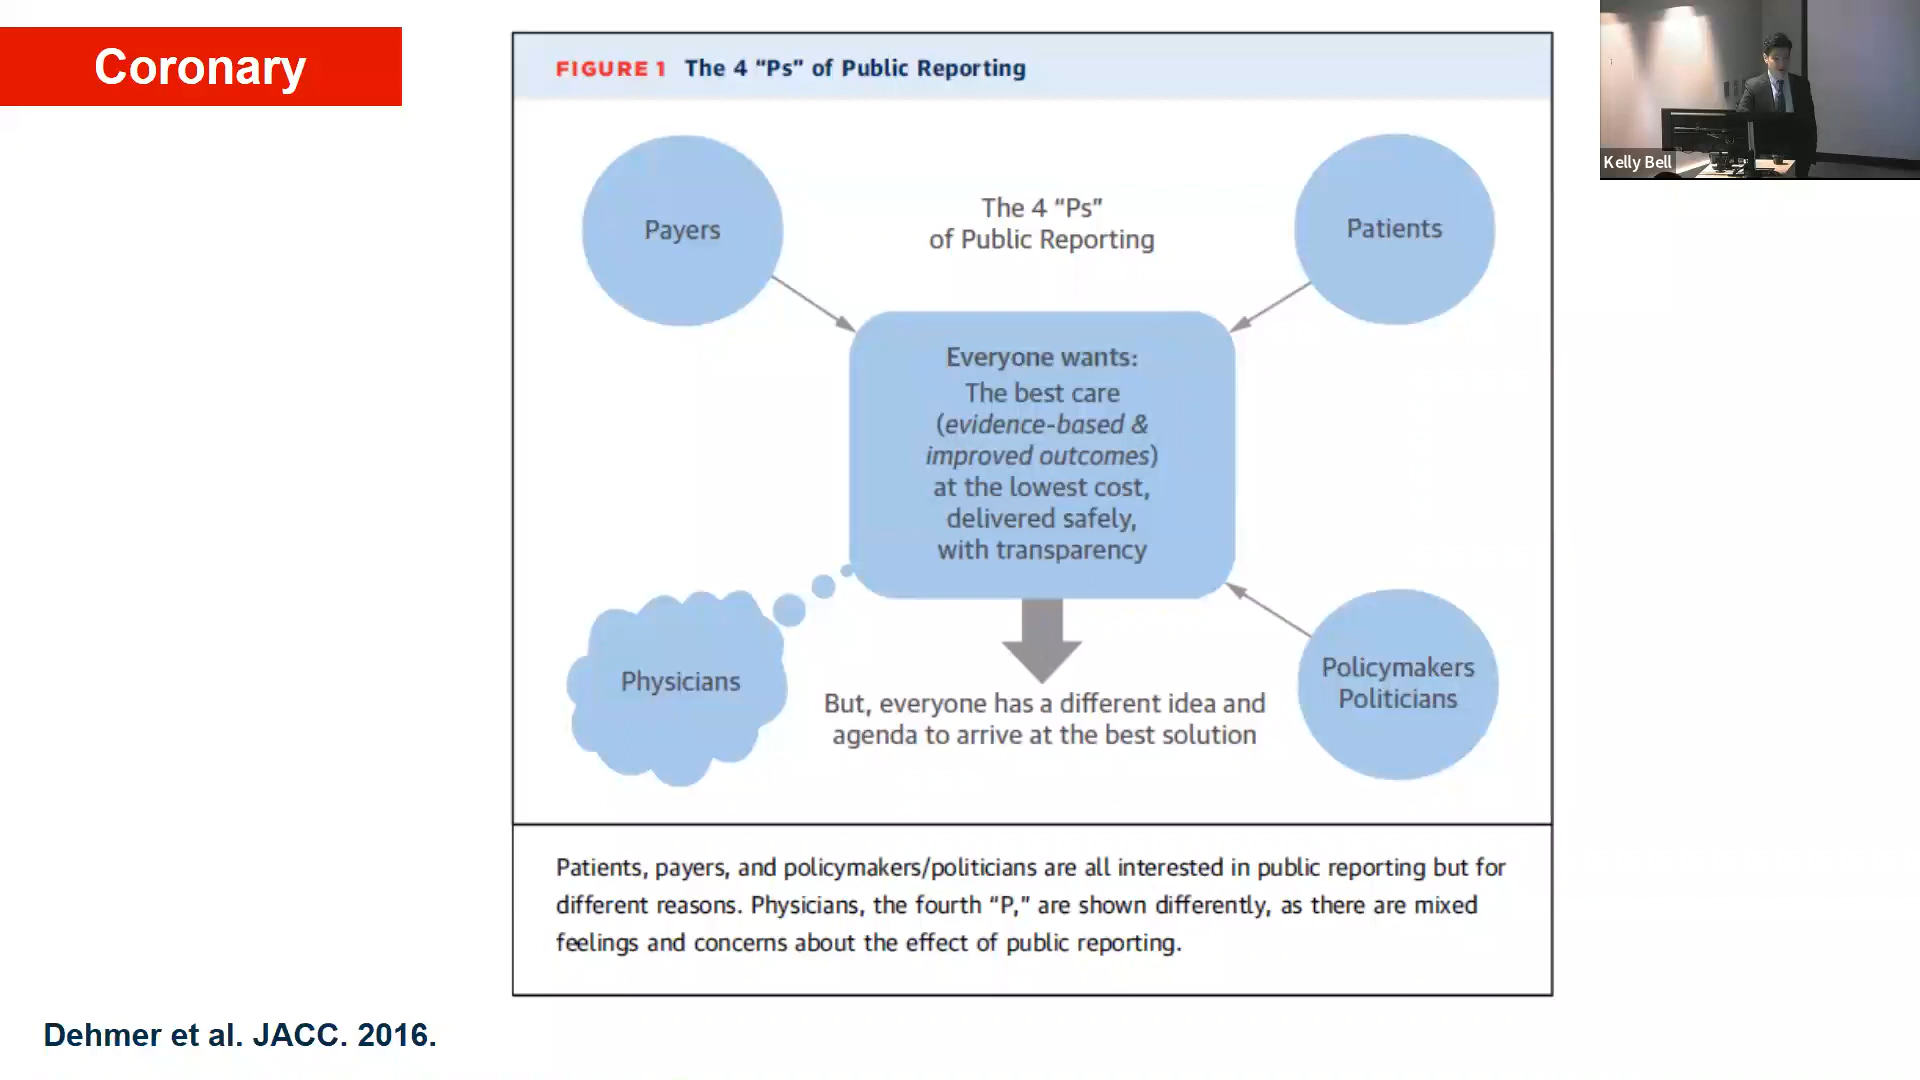 Coronary
FIGURE 1 The 4 “Ps” of Public Reporting
Payers
The 4 “Ps”
of Public Reporting
Patients
Everyone wants:
The best care
(evidence-based &
improved outcomes)
at the lowest cost,
delivered safely,
with transparency
Physicians
But, everyone has a different idea and
agenda to arrive at the best solution
Policymakers
Politicians
Patients, payers, and policymakers/politicians are all interested in public reporting but for
different reasons. Physicians, the fourth “P,” are shown differently, as there are mixed
feelings and concerns about the effect of public reporting.
Dehmer et al. JACC. 2016.
Kelly Bell